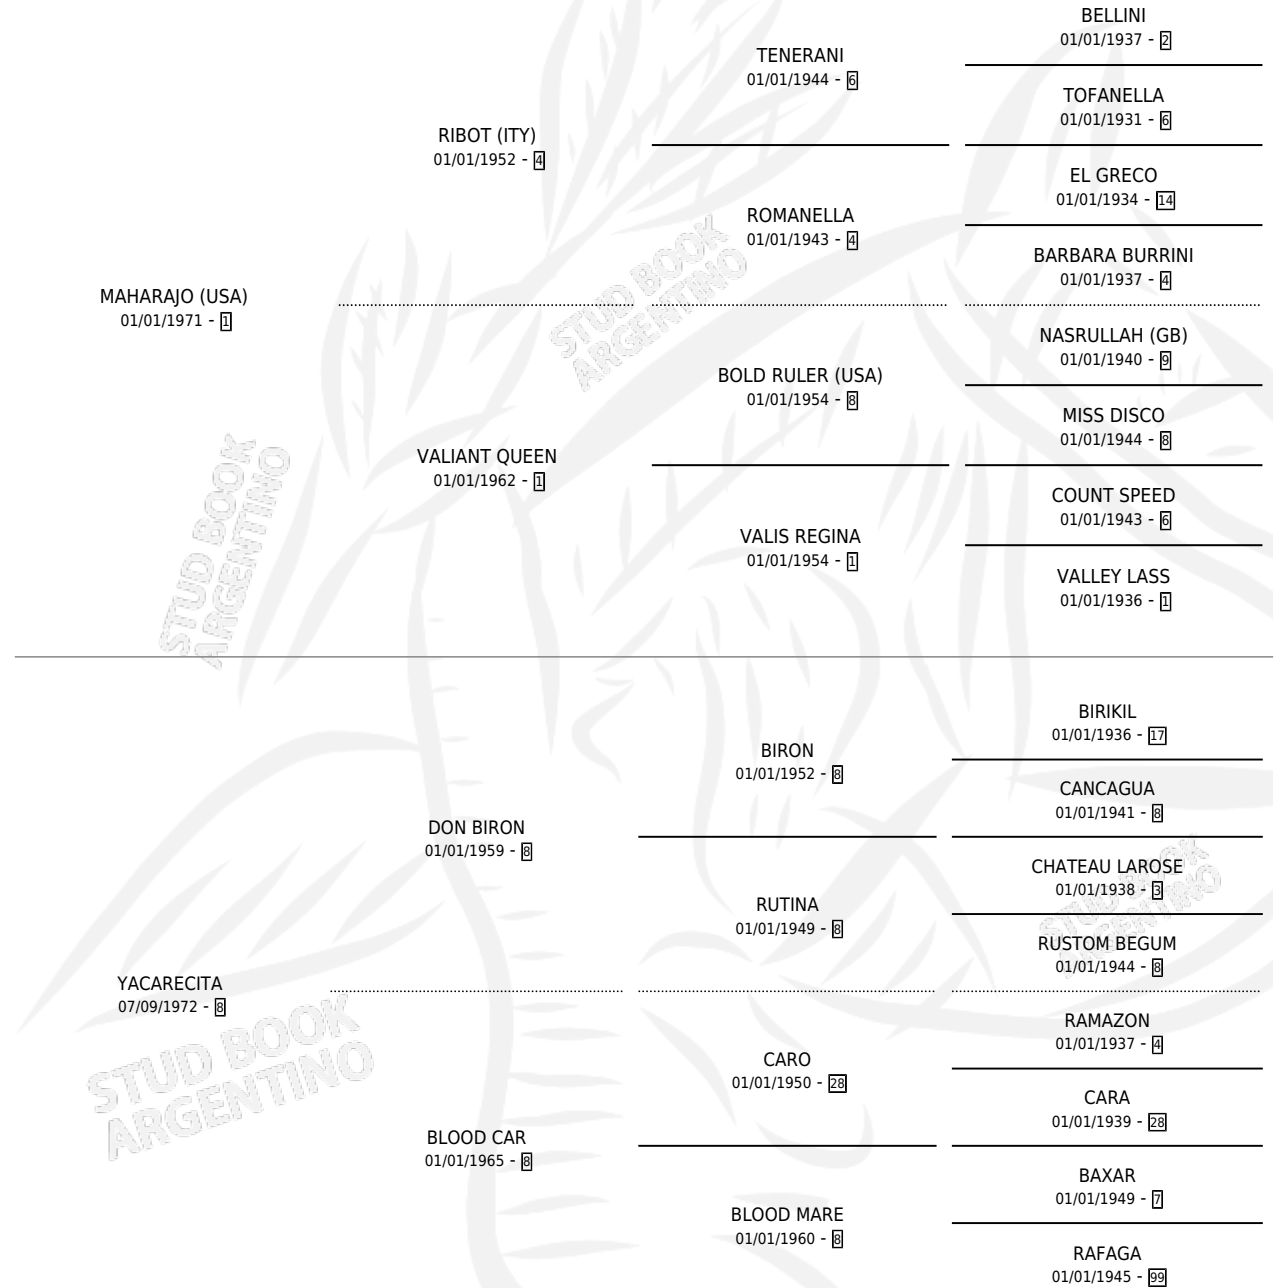 BELLINI
01/01/1937 - 2
TENERANI
01/01/1944 - 6
TOFANELLA
01/01/1931 - 6
RIBOT (ITY)
01/01/1952 - 4
EL GRECO
01/01/1934 - 14
ROMANELLA
01/01/1943 - 4
BARBARA BURRINI
01/01/1937 - 4
MAHARAJO (USA)
01/01/1971 - 1
NASRULLAH (GB)
01/01/1940 - 9
BOLD RULER (USA)
01/01/1954 - 8
MISS DISCO
01/01/1944 - 8
VALIANT QUEEN
01/01/1962 - 1
COUNT SPEED
01/01/1943 - 6
VALIS REGINA
01/01/1954 - 1
VALLEY LASS
01/01/1936 - 1
BIRIKIL
01/01/1936 - 17
BIRON
01/01/1952 - 8
CANCAGUA
01/01/1941 - 8
DON BIRON
01/01/1959 - 8
CHATEAU LAROSE
01/01/1938 - 3
RUTINA
01/01/1949 - 8
RUSTOM BEGUM
01/01/1944 - 8
YACARECITA
07/09/1972 - 8
RAMAZON
01/01/1937 - 4
CARO
01/01/1950 - 28
CARA
01/01/1939 - 28
BLOOD CAR
01/01/1965 - 8
BAXAR
01/01/1949 - 7
BLOOD MARE
01/01/1960 - 8
RAFAGA
01/01/1945 - 99
STUD BOOK
ARGENTINO
STUD BOOK
ARGENTINO
STUD BOOK
ARGENTINO
STUD BOOK
ARGENTINO